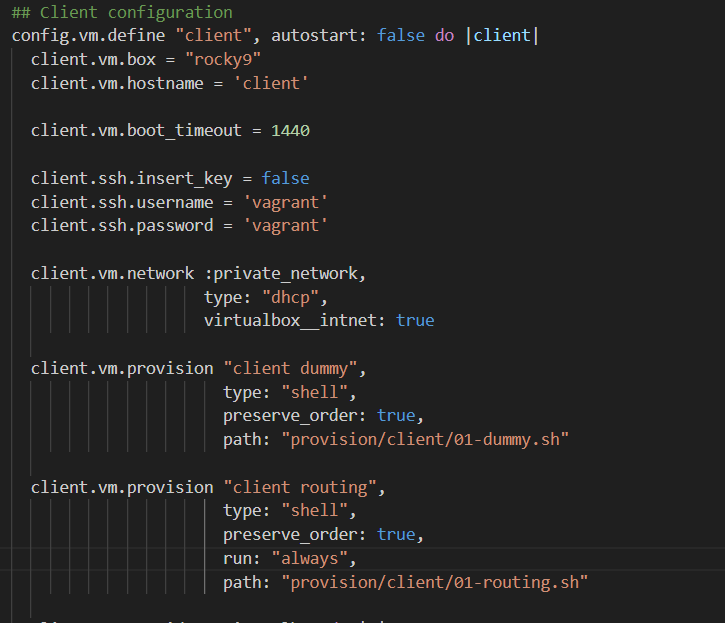 ## Client configuration
config.vm.define "client", autostart: false do |client|
client.vm.box = "rocky9"
client.vm.hostname = 'client'
client.vm.boot_timeout = 1440
client.ssh.insert_key = false
client.ssh.username = 'vagrant'
client.ssh.password = 'vagrant'
client.vm.network :private_network,
type: "dhcp",
virtualbox__intnet: true
client.vm.provision "client dummy",
type: "shell",
preserve_order: true,
path: "provision/client/01-dummy.sh"
client.vm.provision "client routing",
type: "shell",
preserve_order: true,
run: "always",
path: "provision/client/01-routing.sh"